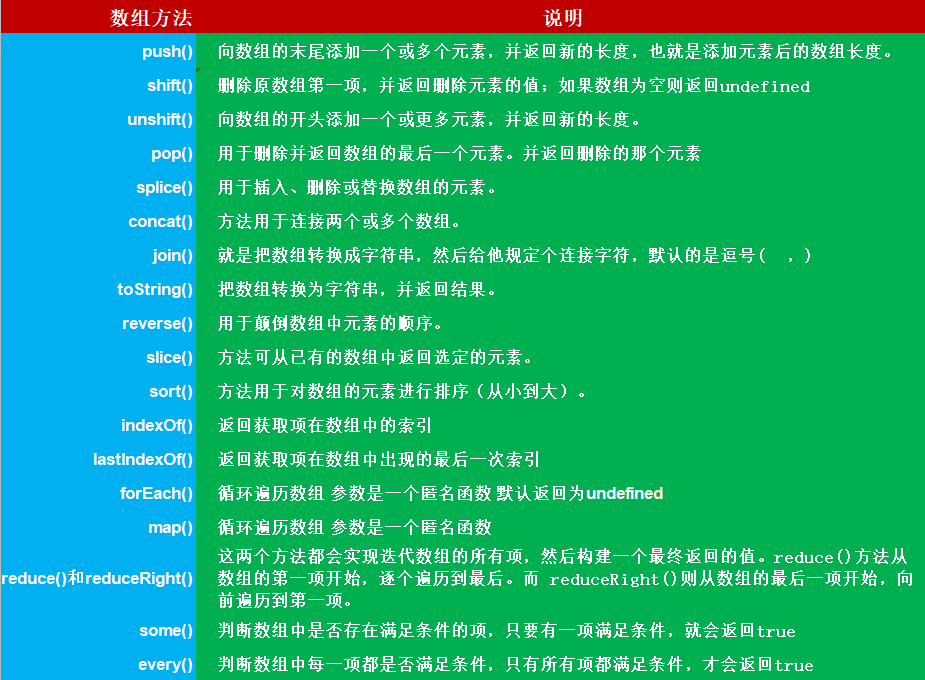 数组方法 说明
push() 向数组的末尾添加一个或多个元素，并返回新的长度，也就是添加元素后的数组长度。
shift() 删除原数组第一项，并返回删除元素的值；如果数组为空则返回undefined
unshift() 向数组的开头添加一个或更多元素，并返回新的长度。
pop() 用于删除并返回数组的最后一个元素。并返回删除的那个元素
splice() 用于插入、删除或替换数组的元素。
concat() 方法用于连接两个或多个数组。
join() 就是把数组转换成字符串，然后给他规定个连接字符，默认的是逗号( ，)
toString() 把数组转换为字符串，并返回结果。
reverse() 用于颠倒数组中元素的顺序。
slice() 方法可从已有的数组中返回选定的元素。
sort() 方法用于对数组的元素进行排序（从小到大）。
indexOf() 返回获取项在数组中的索引
lastIndexOf() 返回获取项在数组中出现的最后一次索引
forEach() 循环遍历数组 参数是一个匿名函数 默认返回为undefined
map() 循环遍历数组 参数是一个匿名函数
reduce()和reduceRight() 这两个方法都会实现迭代数组的所有项，然后构建一个最终返回的值。reduce()方法从
数组的第一项开始，逐个遍历到最后。而 reduceRight()则从数组的最后一项开始，向
前遍历到第一项。
some() 判断数组中是否存在满足条件的项，只要有一项满足条件，就会返回true
every() 判断数组中每一项都是否满足条件，只有所有项都满足条件，才会返回true